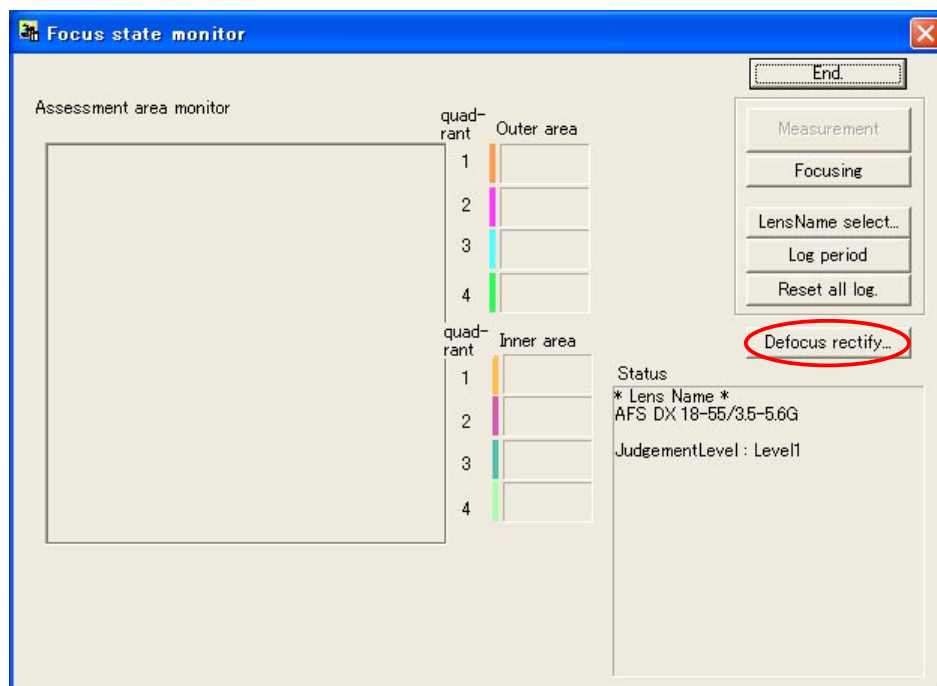 Focus state monitor
End.
Assessment area monitor
quad-
rant
Outer area
1
2
3
4
quad-
rant
Inner area
1
2
3
4
Measurement
Focusing
LensName select...
Log period
Reset all log.
Defocus rectify...
Status
* Lens Name *
AFS DX 18-55/3.5-5.6G
JudgementLevel : Level1